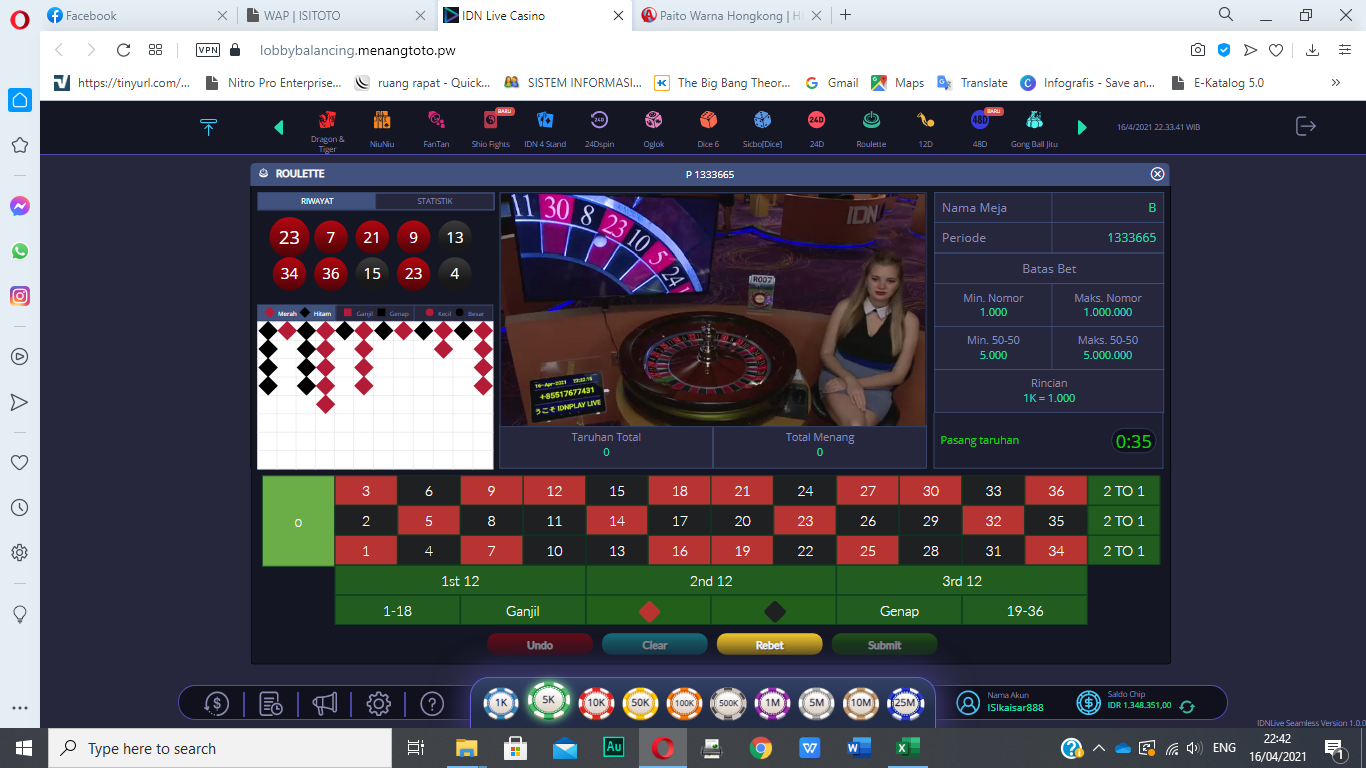 Facebook
WAP | ISITOTO
IDN Live Casino
Paito Warna Hongkong | H
VPN
lobbybalancing.menangtoto.pw
https://tinyurl.com/...
Nitro Pro Enterprise...
ruang rapat - Quick...
SISTEM INFORMASI...
The Big Bang Theor...
Gmail
Maps
Translate
Infografis - Save an...
E-Katalog 5.0
»
Dragon &
Tiger
NiuNiu
FanTan
BARU
Shio Fights
IDN 4 Stand
24Dspin
Oglok
Dice 6
Sicbo[Dice]
24D
Roulette
12D
BARU
48D
Gong Ball Jitu
16/4/2021 22.33.41 WIB
ROULETTE
P 1333665
RIWAYAT
STATISTIK
23 7 21 9 13
34 36 15 23 4
Merah Hitam Ganjil Genap Kecil Besar
11 30 8 23 10 5 24
IDN
R007
+85517677431
うこそ IDNPLAY LIVE
Taruhan Total
0
Total Menang
0
Nama Meja B
Periode 1333665
Batas Bet
Min. Nomor
1.000
Maks. Nomor
1.000.000
Min. 50-50
5.000
Maks. 50-50
5.000.000
Rincian
1K = 1.000
Pasang taruhan 0:35
0
3 6 9 12 15 18 21 24 27 30 33 36 2 TO 1
2 5 8 11 14 17 20 23 26 29 32 35 2 TO 1
1 4 7 10 13 16 19 22 25 28 31 34 2 TO 1
1st 12 2nd 12 3rd 12
1-18 Ganjil Genap 19-36
Undo Clear Rebet Submit
1K 5K 10K 50K 100K 500K 1M 5M 10M 25M
Nama Akun
ISIkaisar888
Saldo Chip
IDR 1.348.351,00
IDNLive Seamless Version 1.0.0
Type here to search
ENG
22:42
16/04/2021
1